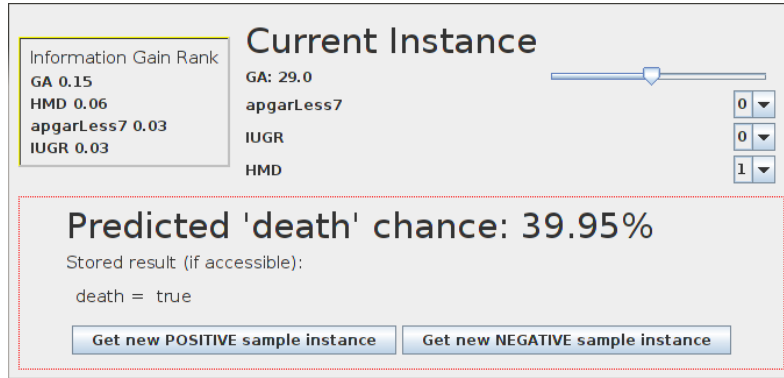 Information Gain Rank
GA 0.15
HMD 0.06
apgarLess7 0.03
IUGR 0.03
Current Instance
GA: 29.0
apgarLess7 0
IUGR 0
HMD 1
Predicted 'death' chance: 39.95%
Stored result (if accessible):
death = true
Get new POSITIVE sample instance Get new NEGATIVE sample instance